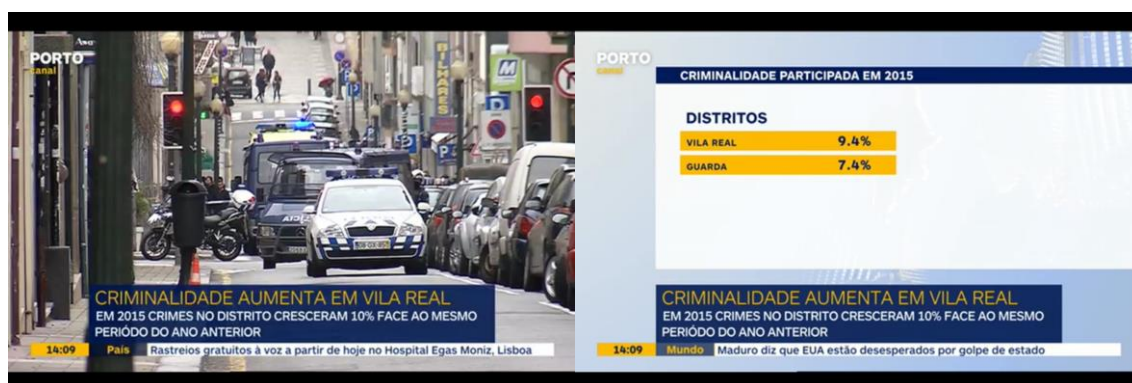 PORTO
canal
BILHARES
M
D
P
CRIMINALIDADE AUMENTA EM VILA REAL
EM 2015 CRIMES NO DISTRITO CRESCERAM 10% FACE AO MESMO
PERIÓDO DO ANO ANTERIOR
14:09 País Rastreios gratuitos à voz a partir de hoje no Hospital Egas Moniz, Lisboa
PORTO
canal
CRIMINALIDADE PARTICIPADA EM 2015
DISTRITOS
VILA REAL 9.4%
GUARDA 7.4%
CRIMINALIDADE AUMENTA EM VILA REAL
EM 2015 CRIMES NO DISTRITO CRESCERAM 10% FACE AO MESMO
PERIÓDO DO ANO ANTERIOR
14:09 Mundo Maduro diz que EUA estão desesperados por golpe de estado